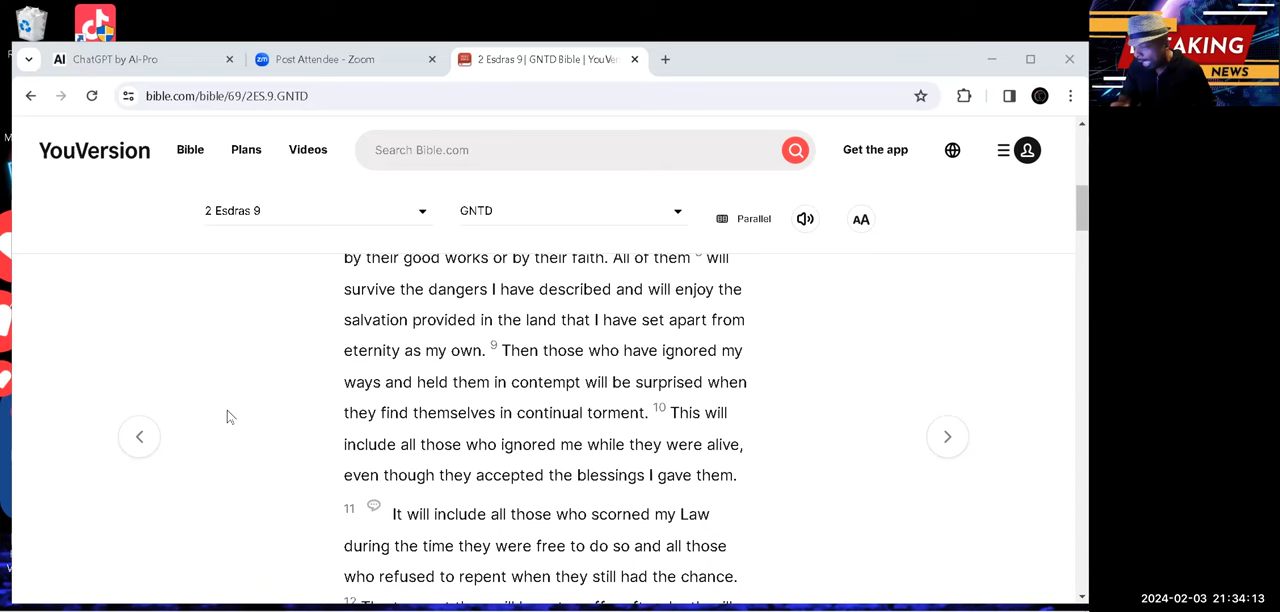 AI ChatGPT by AI-Pro
zm Post Attendee - Zoom
2 Esdras 9 | GNTD Bible | YouVer
bible.com/bible/69/2ES.9.GNTD
BREAKING
NEWS
YouVersion
Bible
Plans
Videos
Search Bible.com
Get the app
2 Esdras 9
GNTD
Parallel
AA
by their good works or by their faith. All of them will
survive the dangers I have described and will enjoy the
salvation provided in the land that I have set apart from
eternity as my own. 9 Then those who have ignored my
ways and held them in contempt will be surprised when
they find themselves in continual torment. 10 This will
include all those who ignored me while they were alive,
even though they accepted the blessings I gave them.
11 It will include all those who scorned my Law
during the time they were free to do so and all those
who refused to repent when they still had the chance.
12
2024-02-03 21:34:13